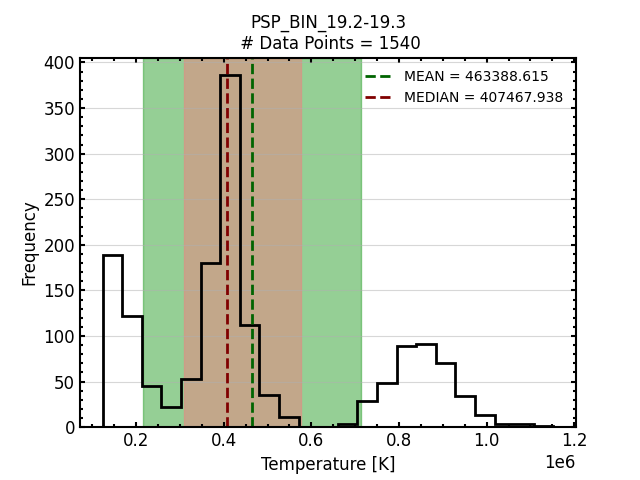 PSP_BIN_19.2-19.3
# Data Points = 1540
MEAN = 463388.615
MEDIAN = 407467.938
400
350
300
250
200
150
100
50
0
Frequency
0.2 0.4 0.6 0.8 1.0 1.2
1e6
Temperature [K]